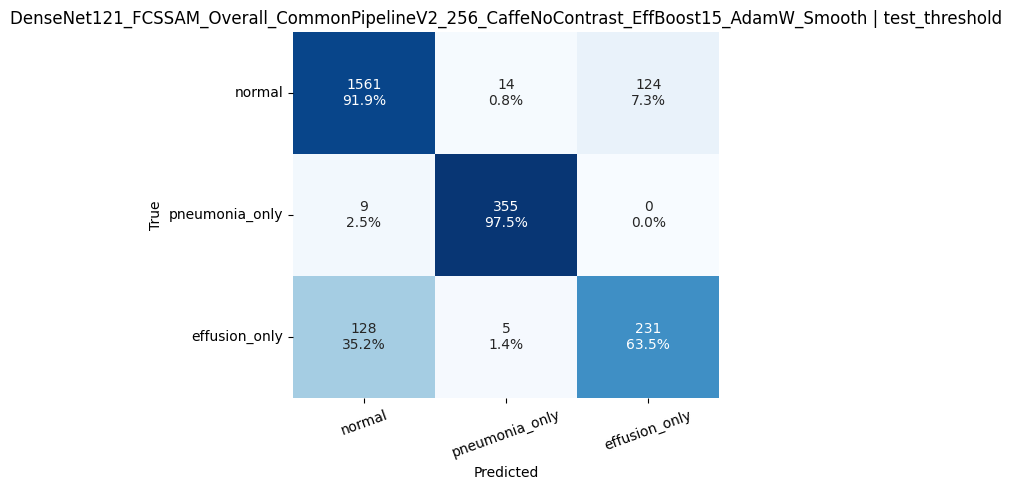 DenseNet121_FCSSAM_Overall_CommonPipelineV2_256_CaffeNoContrast_EffBoost15_AdamW_Smooth | test_threshold
normal
1561
14
124
91.9%
0.8%
7.3%
True
pneumonia_only
9
355
0
2.5%
97.5%
0.0%
effusion_only
128
5
231
35.2%
1.4%
63.5%
normal
pneumonia_only
effusion_only
Predicted